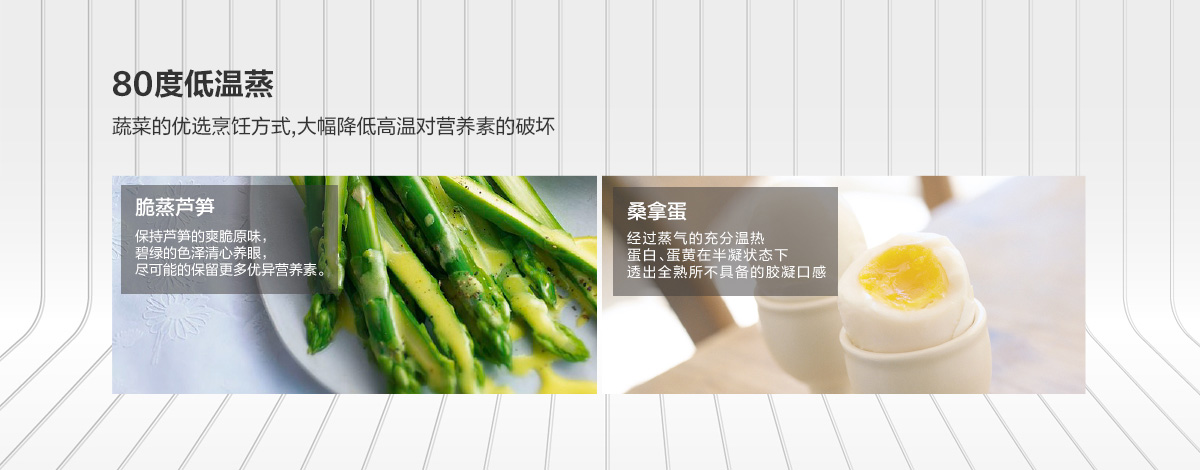 80度低温蒸
蔬菜的优选烹饪方式,大幅降低高温对营养素的破坏
脆蒸芦笋
保持芦笋的爽脆原味，
碧绿的色泽清心养眼，
尽可能的保留更多优异营养素。
桑拿蛋
经过蒸气的充分温热
蛋白、蛋黄在半凝状态下
透出全熟所不具备的胶凝口感